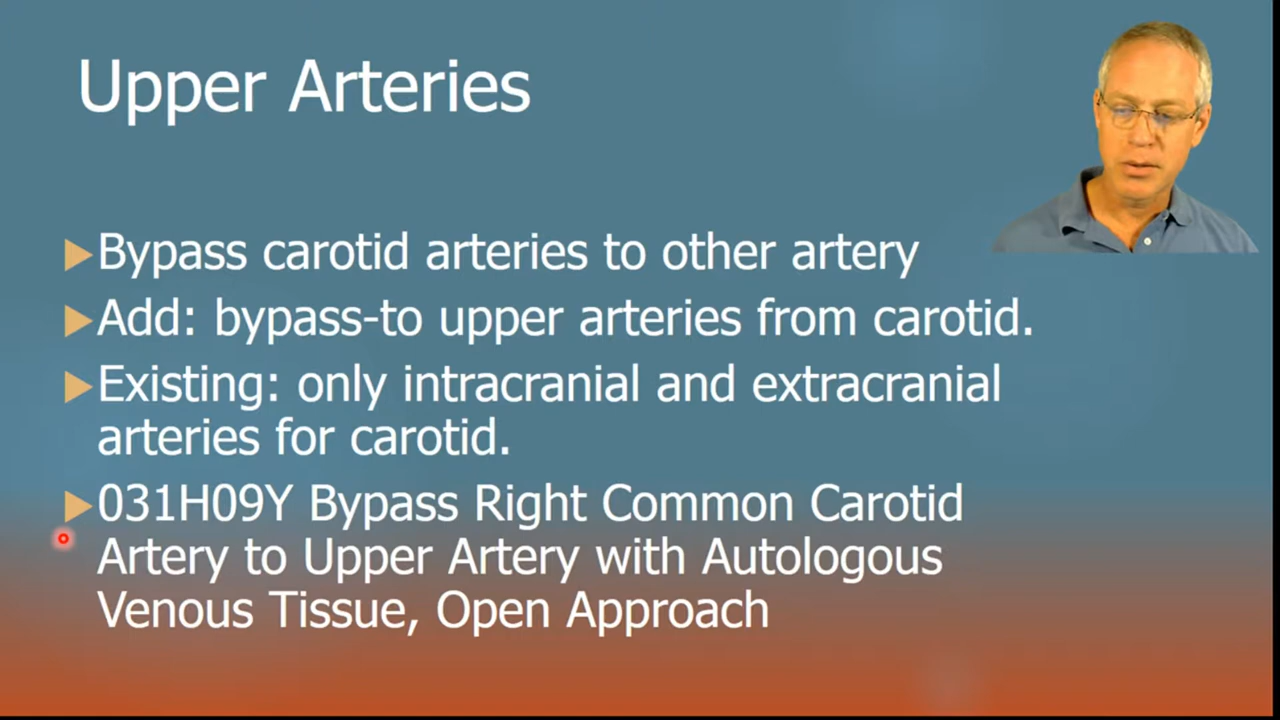 Upper Arteries
Bypass carotid arteries to other artery
Add: bypass-to upper arteries from carotid.
Existing: only intracranial and extracranial
arteries for carotid.
031H09Y Bypass Right Common Carotid
Artery to Upper Artery with Autologous
Venous Tissue, Open Approach